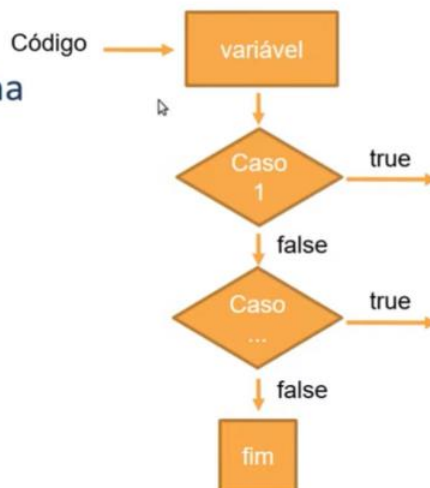 Código
variável
Caso
1
true
false
Caso
...
true
false
fim